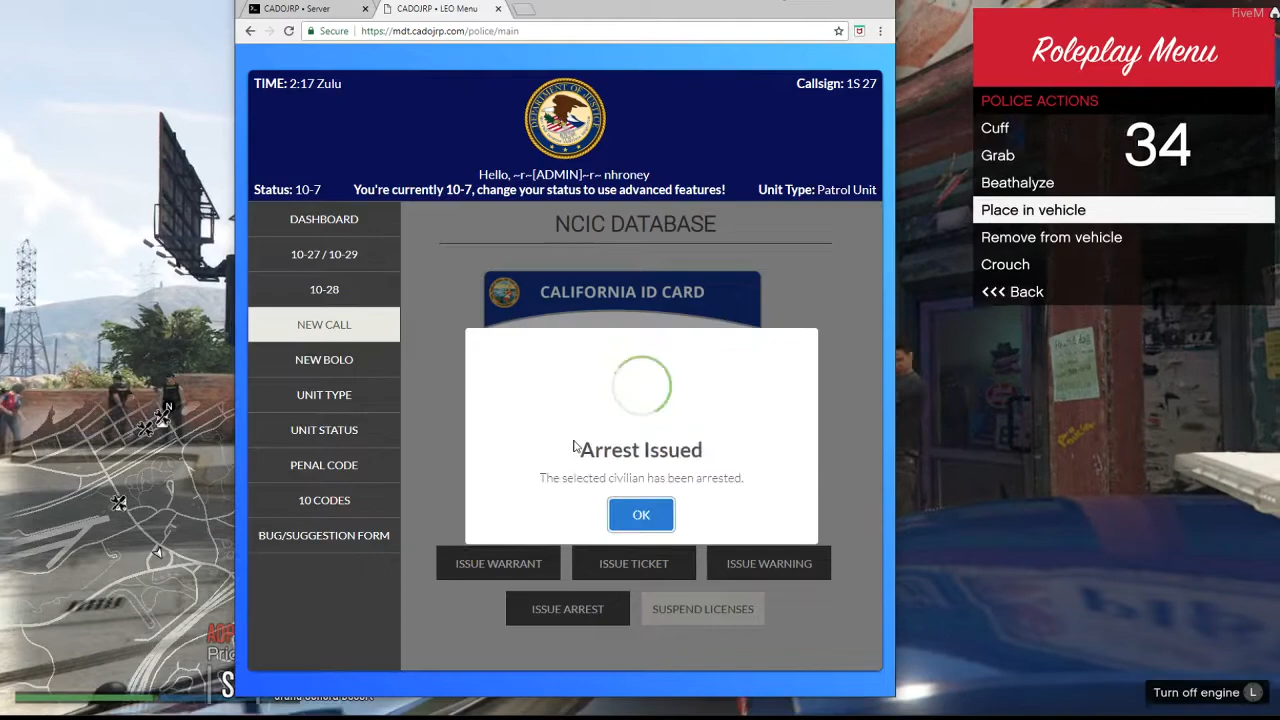 CADOJRP • Server
CADOJRP • LEO Menu
Secure
https://mdt.cadojrp.com/police/main
TIME: 2:17 Zulu
Callsign: 1S 27
Hello, ~r~[ADMIN]~r~ nhroney
Status: 10-7
You're currently 10-7, change your status to use advanced features!
Unit Type: Patrol Unit
DASHBOARD
10-27 / 10-29
10-28
NEW CALL
NEW BOLO
UNIT TYPE
UNIT STATUS
PENAL CODE
10 CODES
BUG/SUGGESTION FORM
NCIC DATABASE
CALIFORNIA ID CARD
Arrest Issued
The selected civilian has been arrested.
OK
ISSUE WARRANT
ISSUE TICKET
ISSUE WARNING
ISSUE ARREST
SUSPEND LICENSES
FiveM
Roleplay Menu
POLICE ACTIONS
34
Cuff
Grab
Beathalyze
Place in vehicle
Remove from vehicle
Crouch
<<< Back
N
Turn off engine L